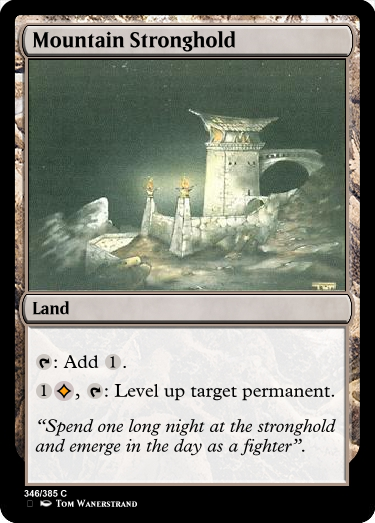 Mountain Stronghold
Land
: Add 1.
1 , : Level up target permanent.
“Spend one long night at the stronghold
and emerge in the day as a fighter”.
346/385 C
Tom Wanerstrand